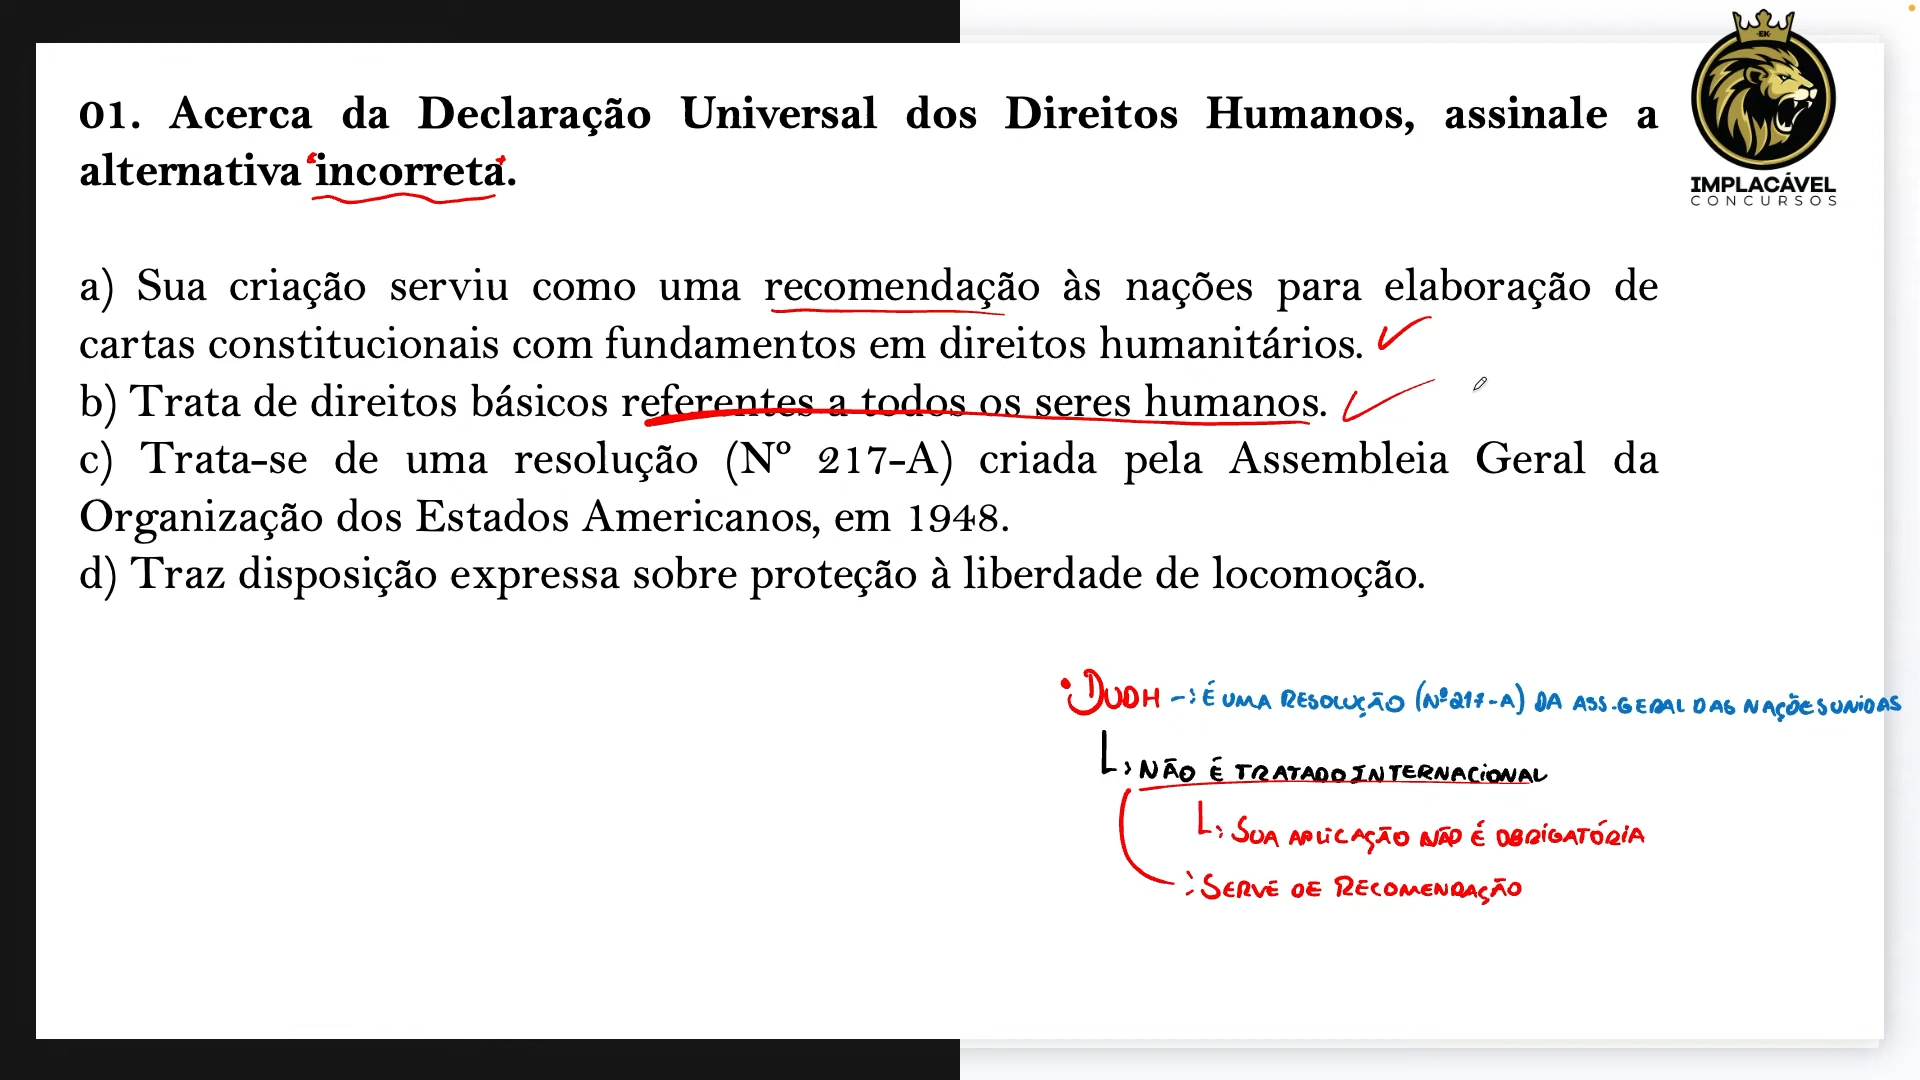 EK
IMPLACÁVEL
CONCURSOS
01. Acerca da Declaração Universal dos Direitos Humanos, assinale a
alternativa "incorreta".
a) Sua criação serviu como uma recomendação às nações para elaboração de
cartas constitucionais com fundamentos em direitos humanitários.
b) Trata de direitos básicos referentes a todos os seres humanos.
c) Trata-se de uma resolução (Nº 217-A) criada pela Assembleia Geral da
Organização dos Estados Americanos, em 1948.
d) Traz disposição expressa sobre proteção à liberdade de locomoção.
• DUDH -: É UMA RESOLUÇÃO (Nº 217-A) DA ASS. GERAL DAS NAÇÕES UNIDAS
NÃO É TRATADO INTERNACIONAL
SUA APLICAÇÃO NÃO É OBRIGATÓRIA
: SERVE DE RECOMENDAÇÃO